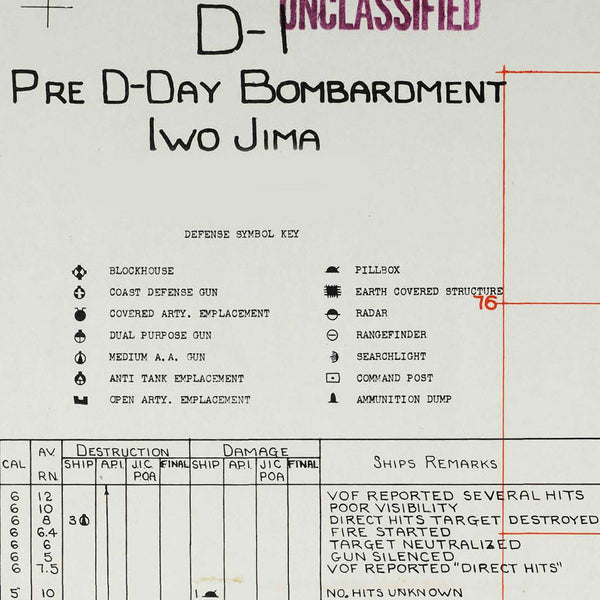 UNCLASSIFIED
D-1
PRE D-DAY BOMBARDMENT
IWO JIMA
DEFENSE SYMBOL KEY
BLOCKHOUSE
COAST DEFENSE GUN
COVERED ARTY. EMPLACEMENT
DUAL PURPOSE GUN
MEDIUM A.A. GUN
ANTI TANK EMPLACEMENT
OPEN ARTY. EMPLACEMENT
PILLBOX
EARTH COVERED STRUCTURE
RADAR
RANGEFINDER
SEARCHLIGHT
COMMAND POST
AMMUNITION DUMP
76
CAL AV. RN. DESTRUCTION DAMAGE SHIPS REMARKS
SHIP A.P.I. J.I.C. POA FINAL SHIP A.P.I. J.I.C. POA FINAL
6 12 VOF REPORTED SEVERAL HITS
6 10 POOR VISIBILITY
6 8 3 DIRECT HITS TARGET DESTROYED
6 6.4 FIRE STARTED
6 6 TARGET NEUTRALIZED
6 5 GUN SILENCED
6 7.5 VOF REPORTED "DIRECT HITS"
5 10 1 NO. HITS UNKNOWN